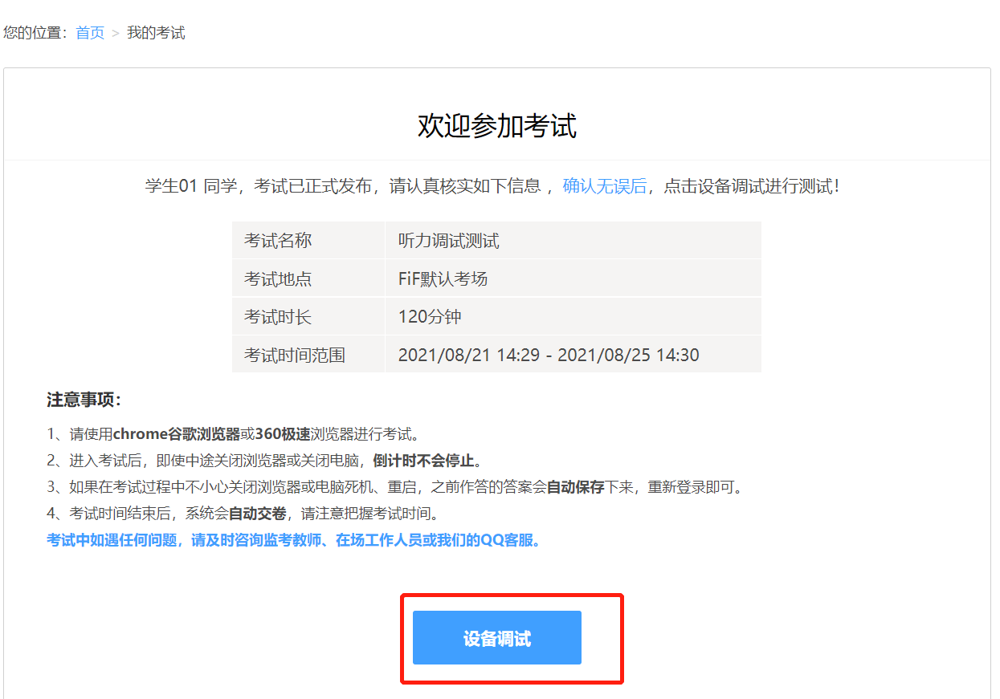 您的位置：首页 > 我的考试
欢迎参加考试
学生01 同学，考试已正式发布，请认真核实如下信息 ，确认无误后，点击设备调试进行测试！
考试名称 听力调试测试
考试地点 FiF默认考场
考试时长 120分钟
考试时间范围 2021/08/21 14:29 - 2021/08/25 14:30
注意事项：
1、请使用chrome谷歌浏览器或360极速浏览器进行考试。
2、进入考试后，即使中途关闭浏览器或关闭电脑，倒计时不会停止。
3、如果在考试过程中不小心关闭浏览器或电脑死机、重启，之前作答的答案会自动保存下来，重新登录即可。
4、考试时间结束后，系统会自动交卷，请注意把握考试时间。
考试中如遇任何问题，请及时咨询监考教师、在场工作人员或我们的QQ客服。
设备调试